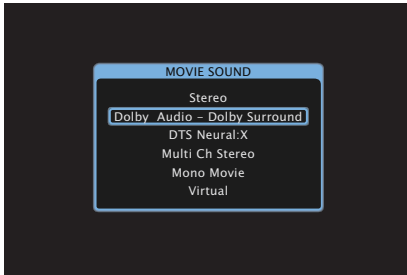 MOVIE SOUND
Stereo
Dolby Audio – Dolby Surround
DTS Neural:X
Multi Ch Stereo
Mono Movie
Virtual